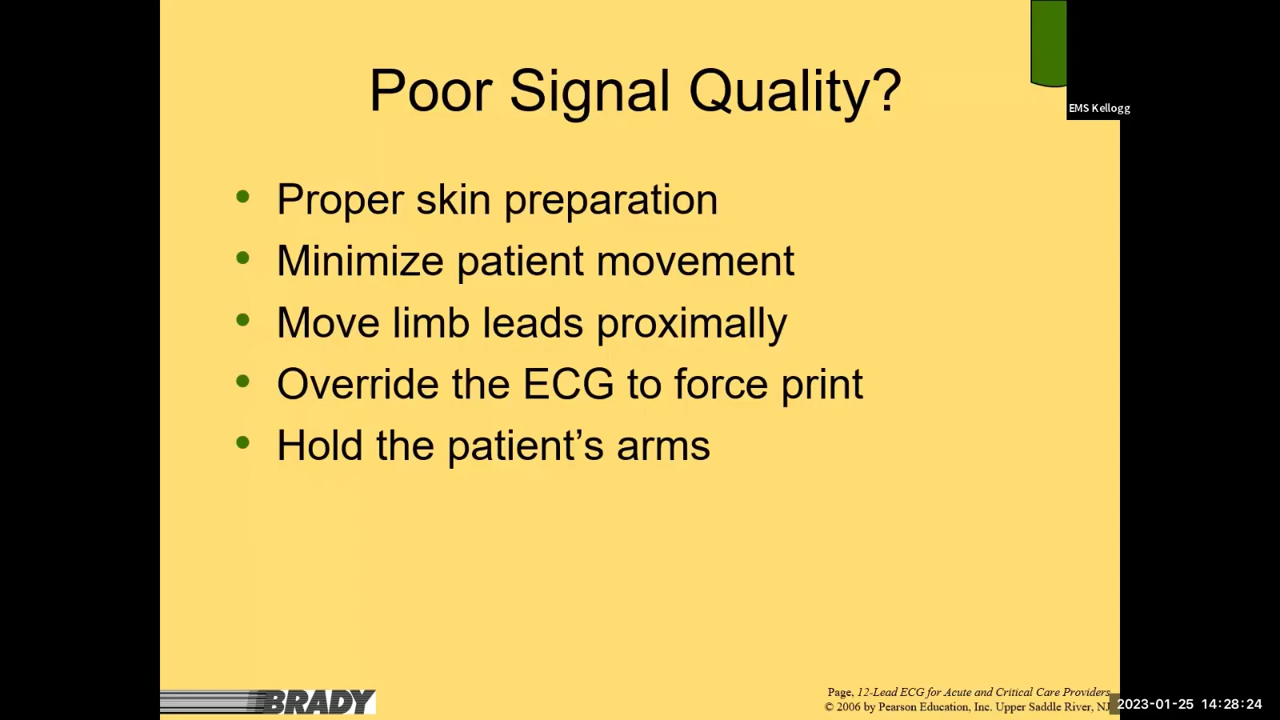 Poor Signal Quality?
EMS Kellogg
• Proper skin preparation
• Minimize patient movement
• Move limb leads proximally
• Override the ECG to force print
• Hold the patient’s arms
BRADY
Page, 12-Lead ECG for Acute and Critical Care Providers
© 2006 by Pearson Education, Inc. Upper Saddle River, NJ
2023-01-25 14:28:24